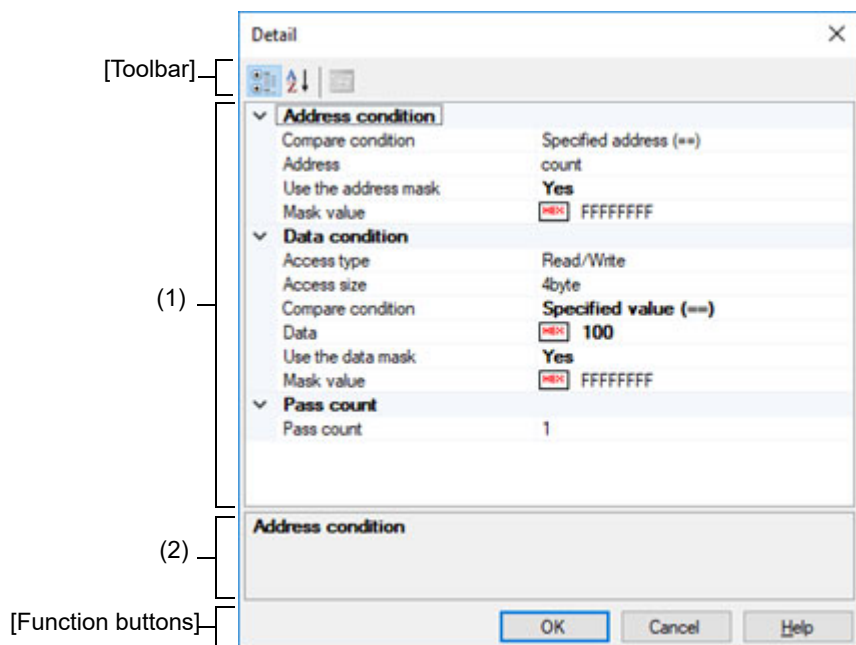 Detail
[Toolbar]
Address condition
Compare condition Specified address (==)
Address count
Use the address mask Yes
Mask value HEX FFFFFFFF
Data condition
Access type Read/Write
Access size 4byte
(1)
Compare condition Specified value (==)
Data HEX 100
Use the data mask Yes
Mask value HEX FFFFFFFF
Pass count
Pass count 1
Address condition
(2)
[Function buttons]
OK Cancel Help